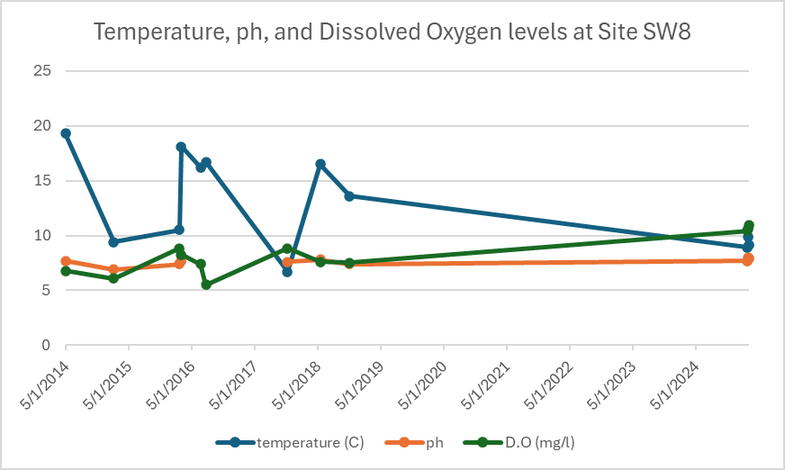 Temperature, ph, and Dissolved Oxygen levels at Site SW8
25
20
15
10
5
0
5/1/2014 5/1/2015 5/1/2016 5/1/2017 5/1/2018 5/1/2019 5/1/2020 5/1/2021 5/1/2022 5/1/2023 5/1/2024
temperature (C) ph D.O (mg/l)